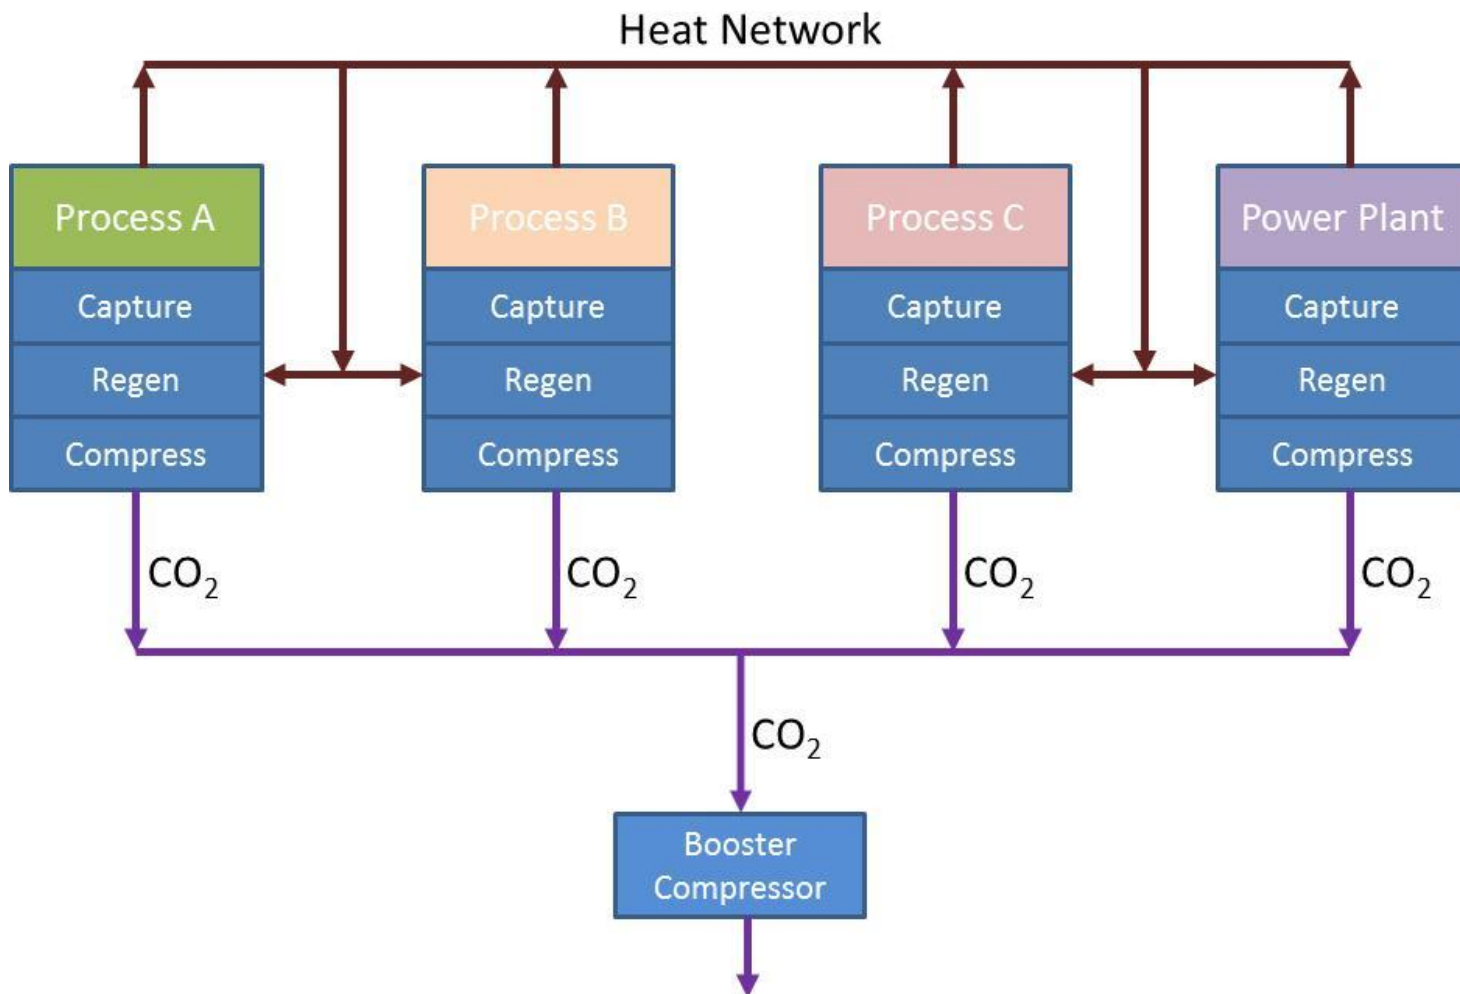 Heat Network
Process A
Process B
Process C
Power Plant
Capture
Capture
Capture
Capture
Regen
Regen
Regen
Regen
Compress
Compress
Compress
Compress
CO₂
CO₂
CO₂
CO₂
CO₂
Booster
Compressor